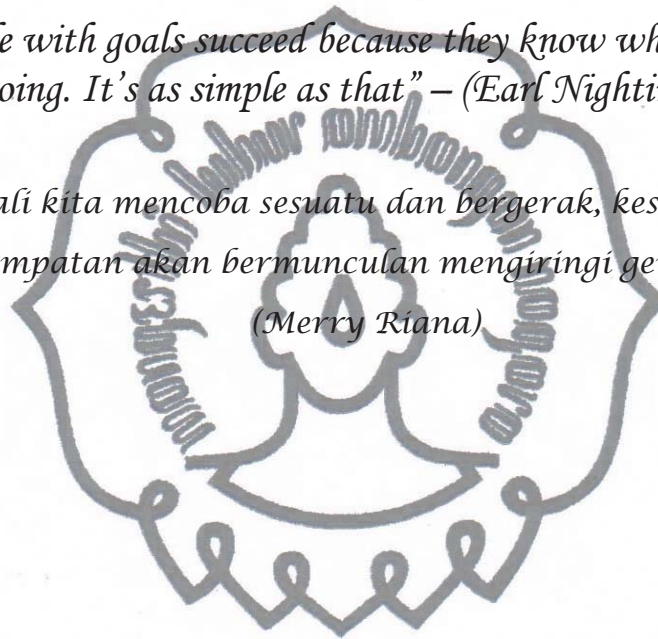 e with goals succeed because they know wh
oing. It's as simple as that" – (Earl Nighti
ali kita mencoba sesuatu dan bergerak, kes
mpatan akan bermunculan mengiringi ge
(Merry Riana)